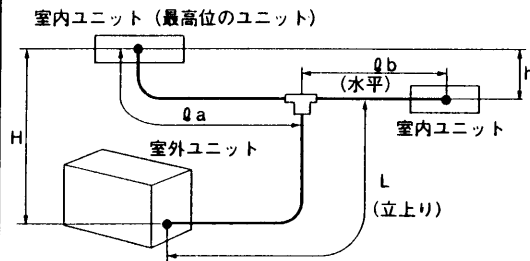 室内ユニット（最高位のユニット）
ℓb
(水平)
h
ℓa
室内ユニット
H
室外ユニット
L
(立上り)